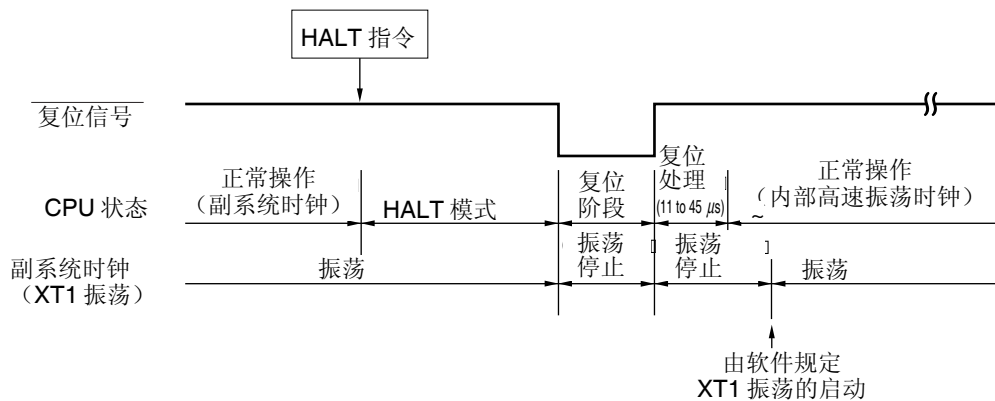 HALT 指令
复位信号
CPU 状态
正常操作
（副系统时钟）
HALT 模式
复位
阶段
复位
处理
(11 to 45 μs)
正常操作
（内部高速振荡时钟）
~
副系统时钟
（XT1 振荡）
振荡
振荡
停止
振荡
停止
振荡
由软件规定
XT1 振荡的启动